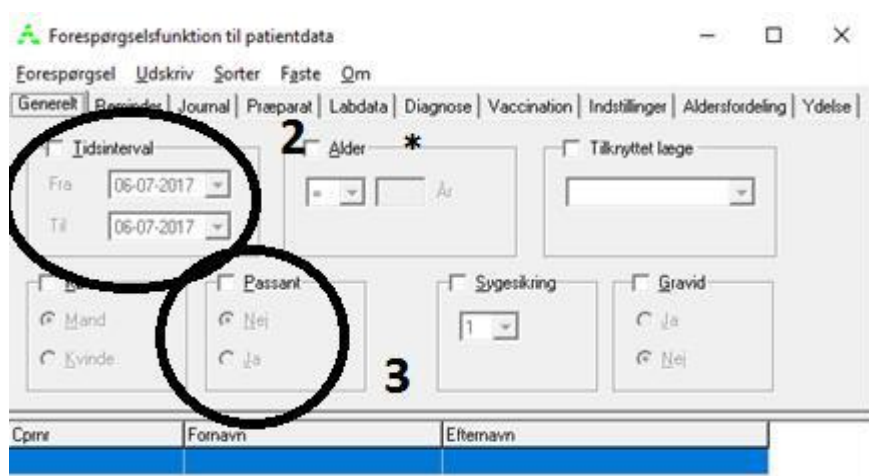 Forespørgselsfunktion til patientdata
Forespørgsel Udskriv Sorter Faste Om
Generelt Reminder Journal Præparat Labdata Diagnose Vaccination Indstillinger Aldersfordeling Ydelse
Tidsinterval 2 Alder * Tilknyttet læge
Fra 06-07-2017 = År
Til 06-07-2017
Passant Sygesikring Gravid
Mand Nej 1 Ja
Kvinde Ja Nej
3
Cprnr Fornavn Efternavn